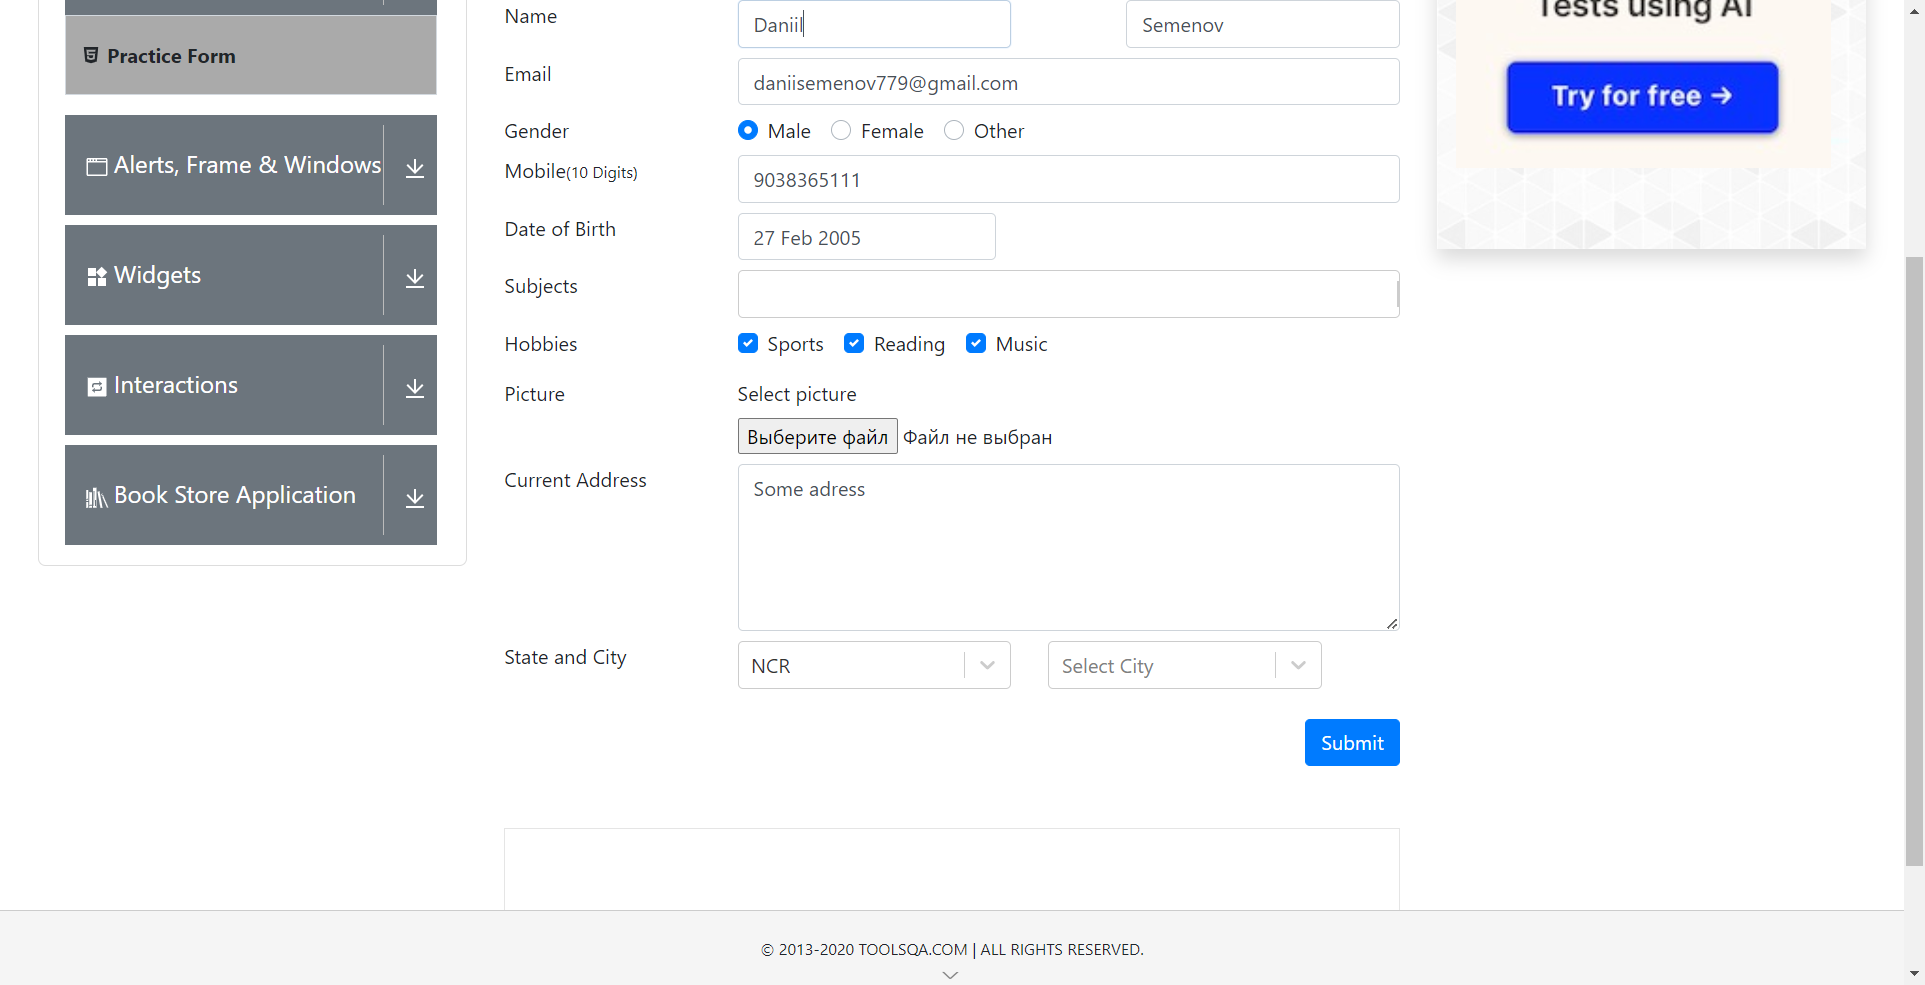 Practice Form
Alerts, Frame & Windows
Widgets
Interactions
Book Store Application
Name
Daniil
Semenov
Email
daniisemenov779@gmail.com
Gender
Male
Female
Other
Mobile(10 Digits)
9038365111
Date of Birth
27 Feb 2005
Subjects
Hobbies
Sports
Reading
Music
Picture
Select picture
Выберите файл
Файл не выбран
Current Address
Some adress
State and City
NCR
Select City
Submit
Tests using AI
Try for free →
© 2013-2020 TOOLSQA.COM | ALL RIGHTS RESERVED.